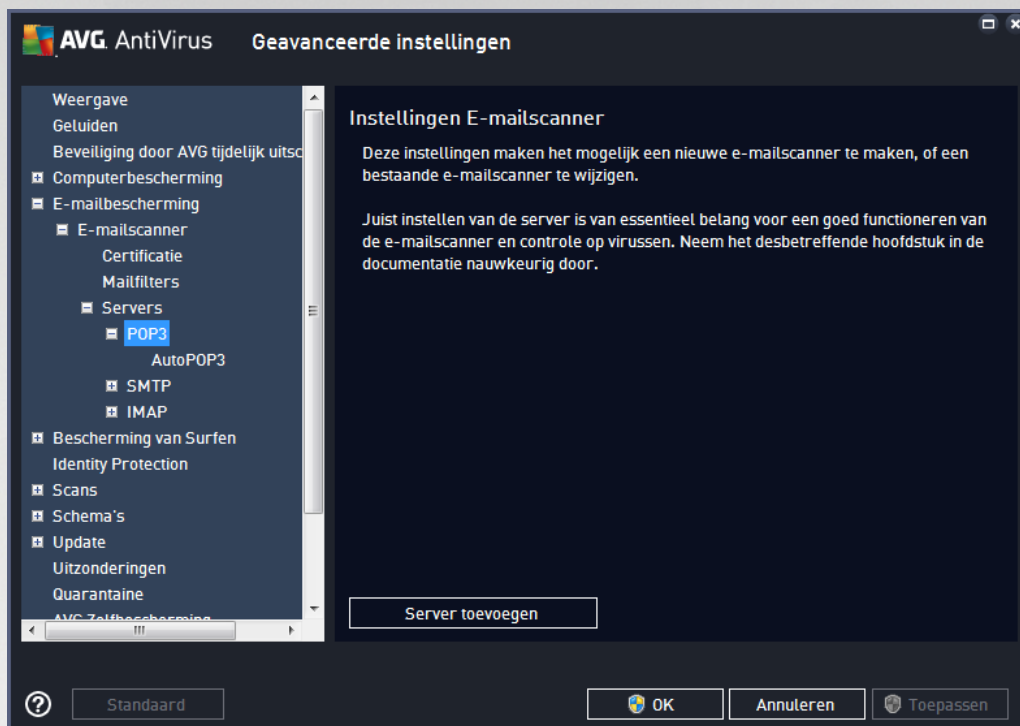 AVG. AntiVirus
Geavanceerde instellingen
Weergave
Geluiden
Beveiliging door AVG tijdelijk uitsc
Computerbescherming
E-mailbescherming
E-mailscanner
Certificatie
Mailfilters
Servers
POP3
AutoPOP3
SMTP
IMAP
Bescherming van Surfen
Identity Protection
Scans
Schema's
Update
Uitzonderingen
Quarantaine
AVG Zelfbescherming
Instellingen E-mailscanner
Deze instellingen maken het mogelijk een nieuwe e-mailscanner te maken, of een
bestaande e-mailscanner te wijzigen.
Juist instellen van de server is van essentieel belang voor een goed functioneren van
de e-mailscanner en controle op virussen. Neem het desbetreffende hoofdstuk in de
documentatie nauwkeurig door.
Server toevoegen
Standaard
OK
Annuleren
Toepassen